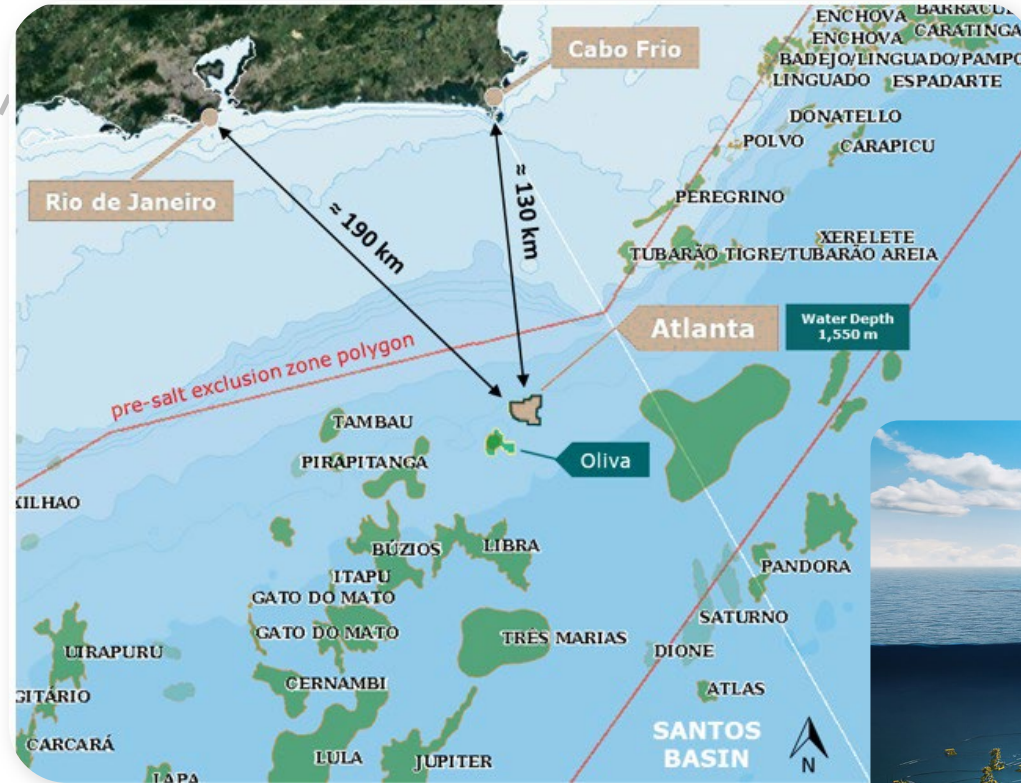 BARRACUE
ENCHOVA
CARATINGA
ENCHOVA
BADEJO/LINGUADO/PAMPO
LINGUADO
ESPADARTE
Cabo Frio
DONATELLO
POLVO
CARAPICU
Rio de Janeiro
PEREGRINO
≈ 190 km
≈ 130 km
XERELETE
TUBARÃO TIGRE/TUBARÃO AREIA
Atlanta
Water Depth
1,550 m
pre-salt exclusion zone polygon
TAMBAU
PIRAPITANGA
Oliva
XILHAO
BÚZIOS
LIBRA
ITAPU
PANDORA
GATO DO MATO
GATO DO MATO
SATURNO
TRÊS MARIAS
UIRAPURU
DIONE
CERNAMBI
ATLAS
GITÁRIO
SANTOS
BASIN
CARCARÁ
LULA
JUPITER
N
LAPA